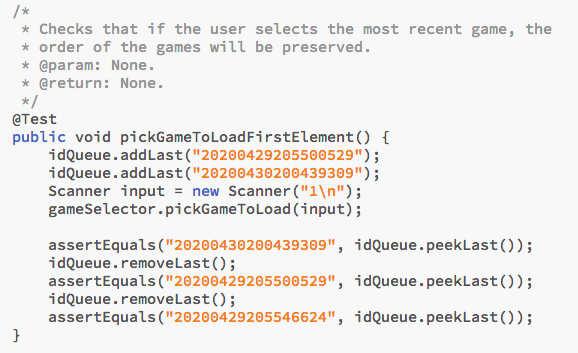 /*
 * Checks that if the user selects the most recent game, the
 * order of the games will be preserved.
 * @param: None.
 * @return: None.
 */
@Test
public void pickGameToLoadFirstElement() {
    idQueue.addLast("20200429205500529");
    idQueue.addLast("20200430200439309");
    Scanner input = new Scanner("1\n");
    gameSelector.pickGameToLoad(input);

    assertEquals("20200430200439309", idQueue.peekLast());
    idQueue.removeLast();
    assertEquals("20200429205500529", idQueue.peekLast());
    idQueue.removeLast();
    assertEquals("20200429205546624", idQueue.peekLast());
}